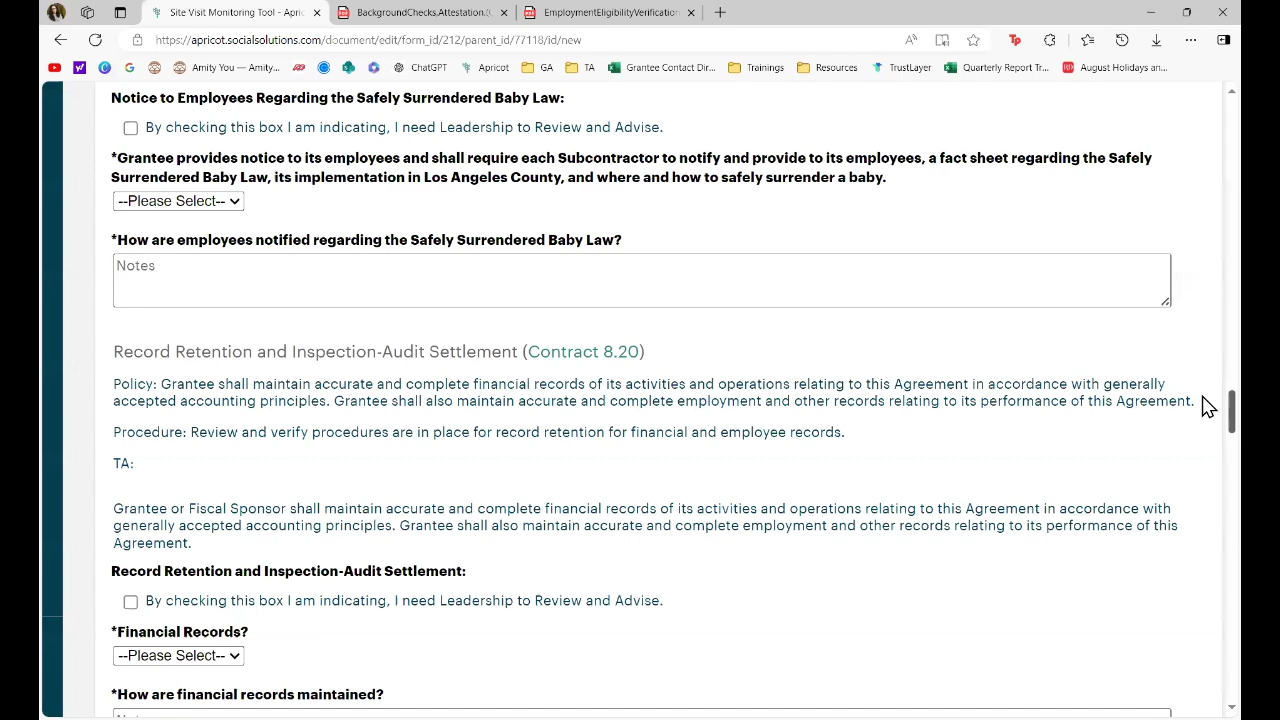 Site Visit Monitoring Tool - Apric
BackgroundChecks.Attestation.(
EmploymentEligibilityVerification
https://apricot.socialsolutions.com/document/edit/form_id/212/parent_id/77118/id/new
Amity You — Amity...
ChatGPT
Apricot
GA
TA
Grantee Contact Dir...
Trainings
Resources
TrustLayer
Quarterly Report Tr...
August Holidays an...
Notice to Employees Regarding the Safely Surrendered Baby Law:
By checking this box I am indicating, I need Leadership to Review and Advise.
*Grantee provides notice to its employees and shall require each Subcontractor to notify and provide to its employees, a fact sheet regarding the Safely
Surrendered Baby Law, its implementation in Los Angeles County, and where and how to safely surrender a baby.
--Please Select--
*How are employees notified regarding the Safely Surrendered Baby Law?
Notes
Record Retention and Inspection-Audit Settlement (Contract 8.20)
Policy: Grantee shall maintain accurate and complete financial records of its activities and operations relating to this Agreement in accordance with generally
accepted accounting principles. Grantee shall also maintain accurate and complete employment and other records relating to its performance of this Agreement.
Procedure: Review and verify procedures are in place for record retention for financial and employee records.
TA:
Grantee or Fiscal Sponsor shall maintain accurate and complete financial records of its activities and operations relating to this Agreement in accordance with
generally accepted accounting principles. Grantee shall also maintain accurate and complete employment and other records relating to its performance of this
Agreement.
Record Retention and Inspection-Audit Settlement:
By checking this box I am indicating, I need Leadership to Review and Advise.
*Financial Records?
--Please Select--
*How are financial records maintained?